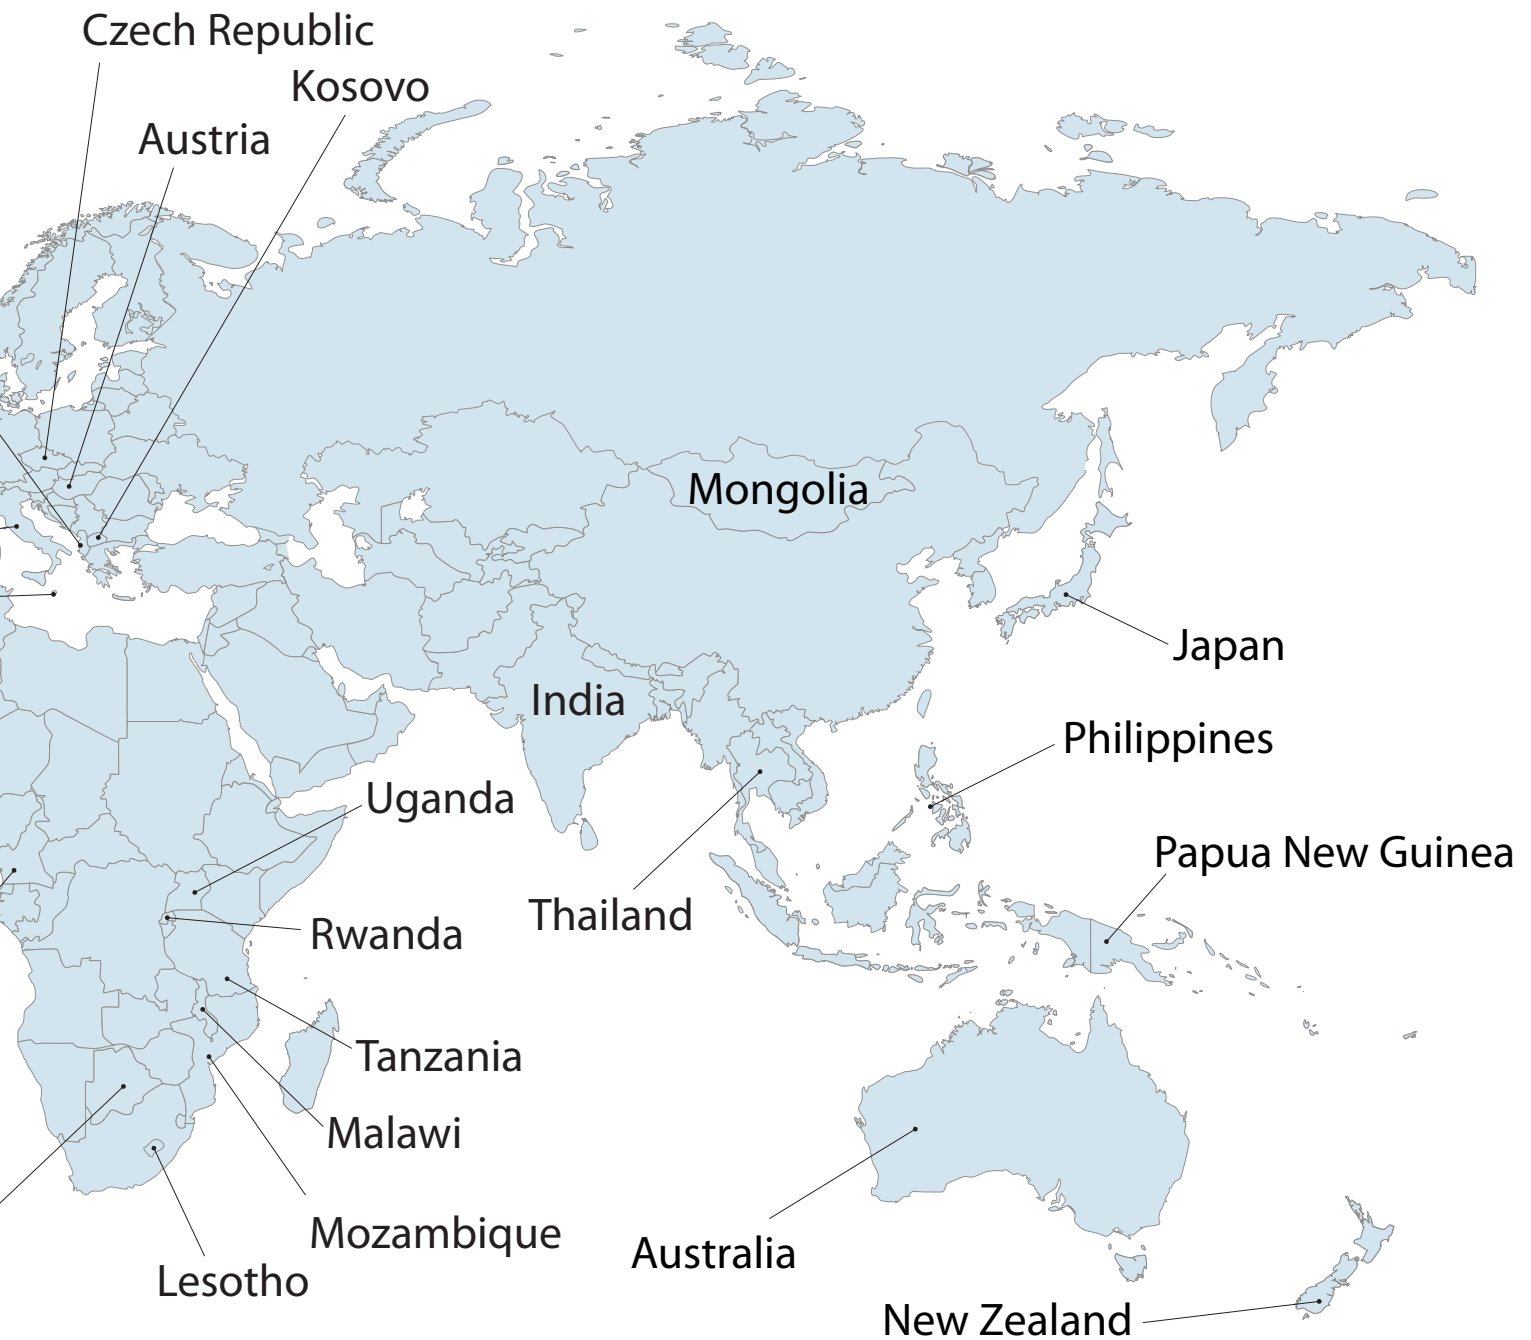 Czech Republic
Kosovo
Austria
Mongolia
Japan
India
Philippines
Uganda
Papua New Guinea
Thailand
Rwanda
Tanzania
Malawi
Mozambique
Australia
Lesotho
New Zealand